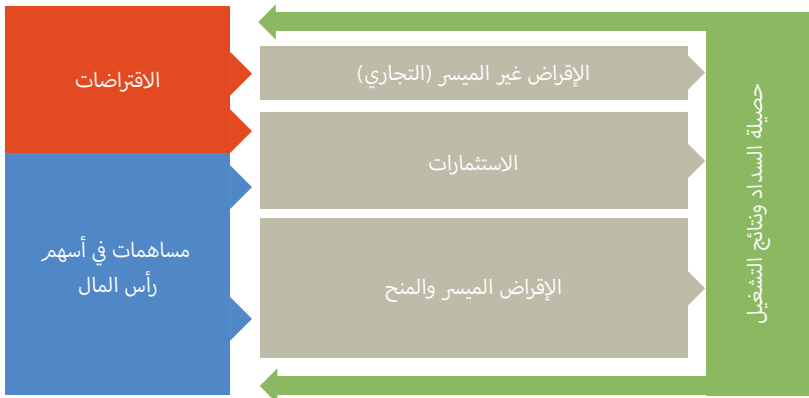 الاقتراضات
مساهمات في أسهم
رأس المال
الإقراض غير الميسر (التجاري)
الاستثمارات
الإقراض الميسر والمنح
حصيلة السداد ونتائج التشغيل